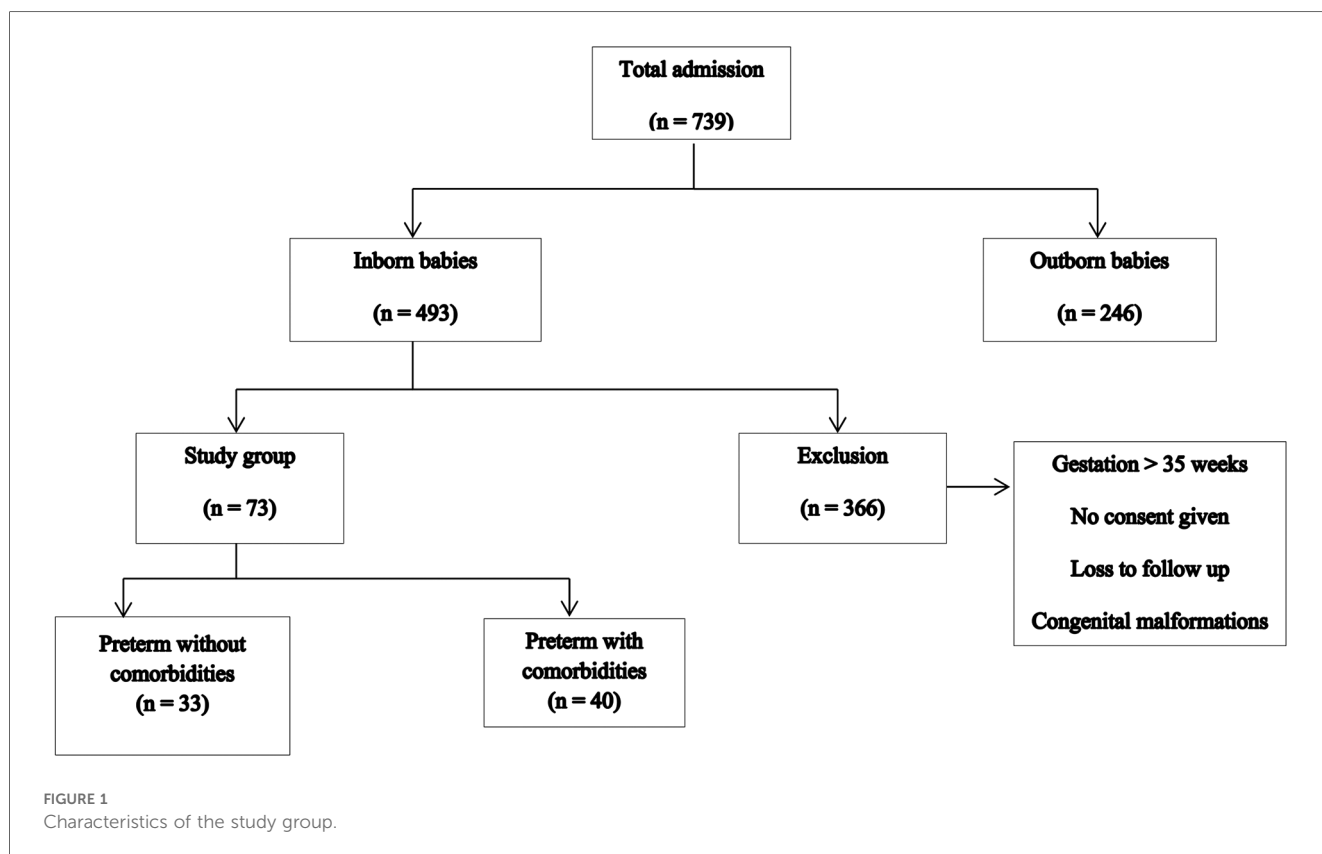 Total admission
(n = 739)
Inborn babies
(n = 493)
Outborn babies
(n = 246)
Study group
(n = 73)
Exclusion
(n = 366)
Gestation > 35 weeks
No consent given
Loss to follow up
Congenital malformations
Preterm without
comorbidities
(n = 33)
Preterm with
comorbidities
(n = 40)
FIGURE 1
Characteristics of the study group.